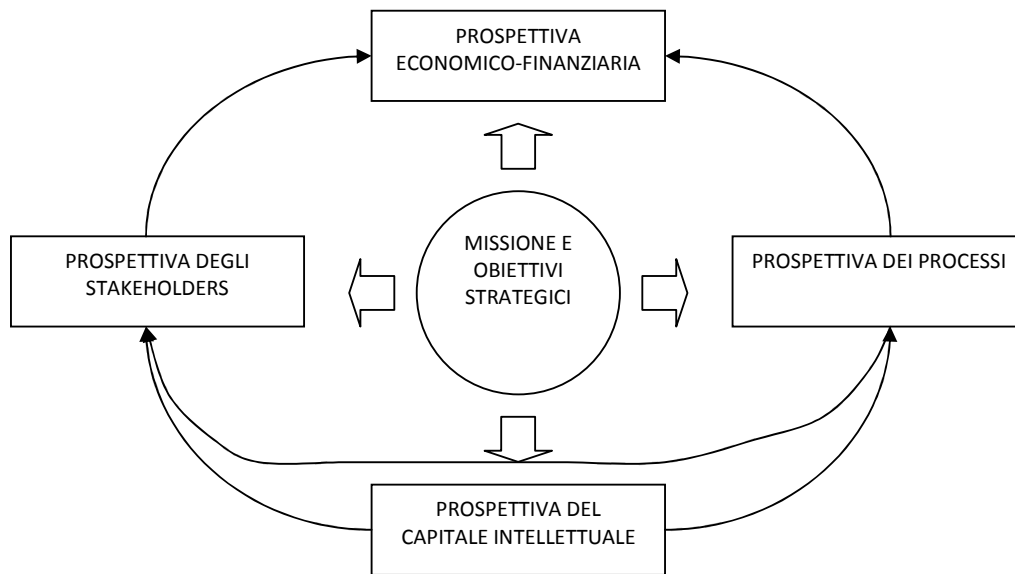 PROSPETTIVA
ECONOMICO-FINANZIARIA
PROSPETTIVA DEGLI
STAKEHOLDERS
MISSIONE E
OBIETTIVI
STRATEGICI
PROSPETTIVA DEI PROCESSI
PROSPETTIVA DEL
CAPITALE INTELLETTUALE